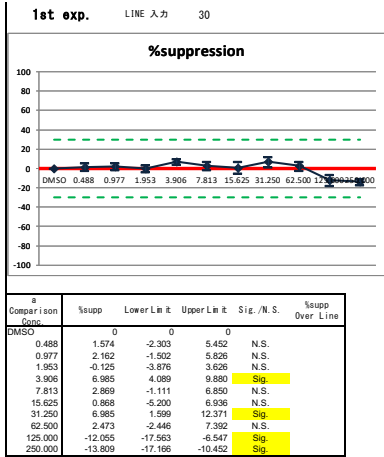 1st exp. LINE 入力 30
%suppression
100
80
60
40
20
0
DMSO 0.488 0.977 1.953 3.906 7.813 15.625 31.250 62.500 125.000 250.000
-20
-40
-60
-80
-100
a
Comparison
Conc. %supp LowerLimit UpperLimit Sig./N.S. %supp
Over Line
DMSO 0 0 0
0.488 1.574 -2.303 5.452 N.S.
0.977 2.162 -1.502 5.826 N.S.
1.953 -0.125 -3.876 3.626 N.S.
3.906 6.985 4.089 9.880 Sig.
7.813 2.869 -1.111 6.850 N.S.
15.625 0.868 -5.200 6.936 N.S.
31.250 6.985 1.599 12.371 Sig.
62.500 2.473 -2.446 7.392 N.S.
125.000 -12.055 -17.563 -6.547 Sig.
250.000 -13.809 -17.166 -10.452 Sig.